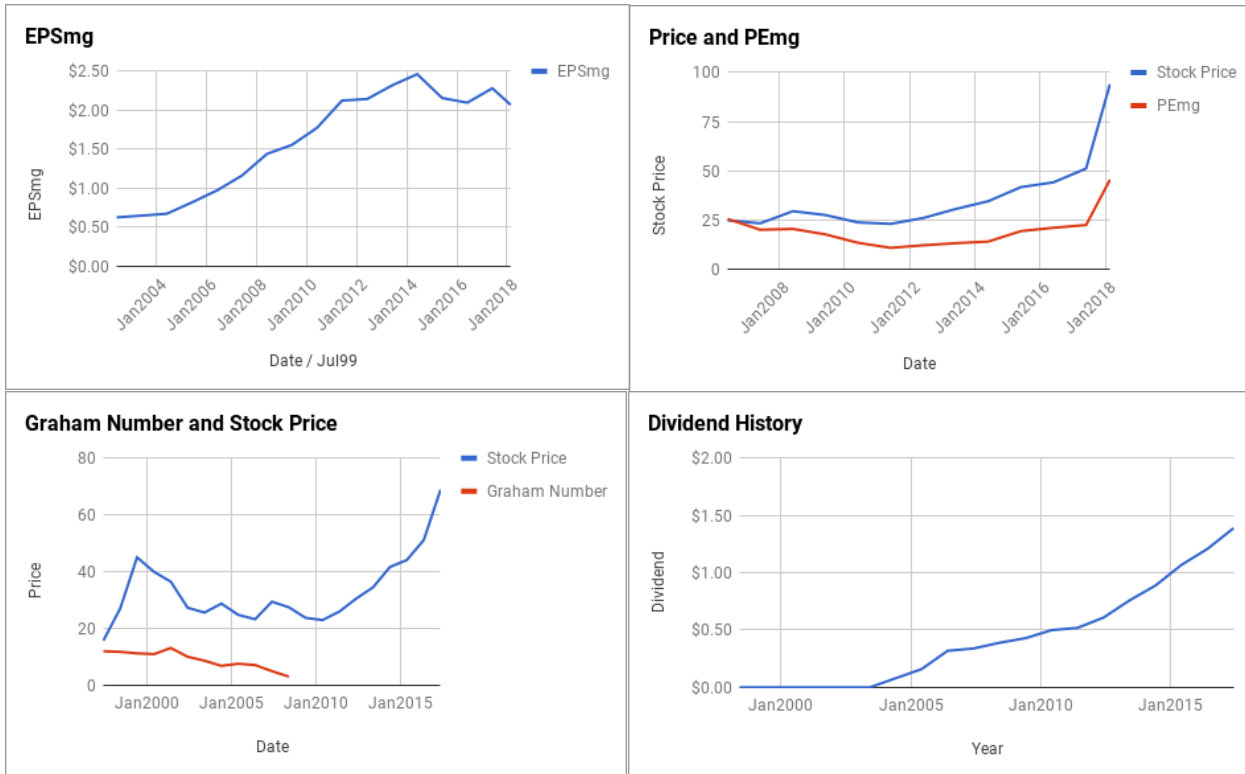 EPSmg
EPSmg
$2.50
$2.00
$1.50
$1.00
$0.50
$0.00
EPSmg
Jan2004
Jan2006
Jan2008
Jan2010
Jan2012
Jan2014
Jan2016
Jan2018
Date / Jul99
Price and PEmg
Stock Price
PEmg
100
75
50
25
0
Stock Price
Jan2008
Jan2010
Jan2012
Jan2014
Jan2016
Jan2018
Date
Graham Number and Stock Price
Stock Price
Graham Number
80
60
40
20
0
Price
Jan2000
Jan2005
Jan2010
Jan2015
Date
Dividend History
$2.00
$1.50
$1.00
$0.50
$0.00
Dividend
Jan2000
Jan2005
Jan2010
Jan2015
Year